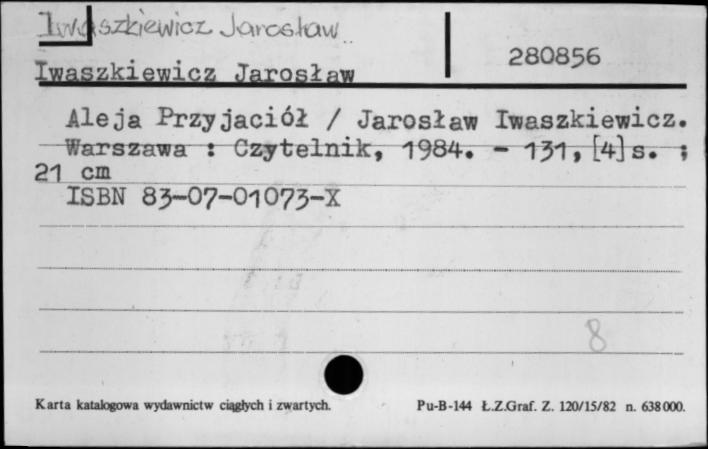 Iwaszkiewicz Jarosław
280856
Iwaszkiewicz Jarosław
Aleja Przyjaciół / Jarosław Iwaszkiewicz.
Warszawa : Czytelnik, 1984. - 131, [4] s. ;
21 cm
ISBN 83-07-01073-X
8
Karta katalogowa wydawnictw ciągłych i zwartych.
Pu-B-144 Ł.Z.Graf. Z. 120/15/82 n. 638 000.